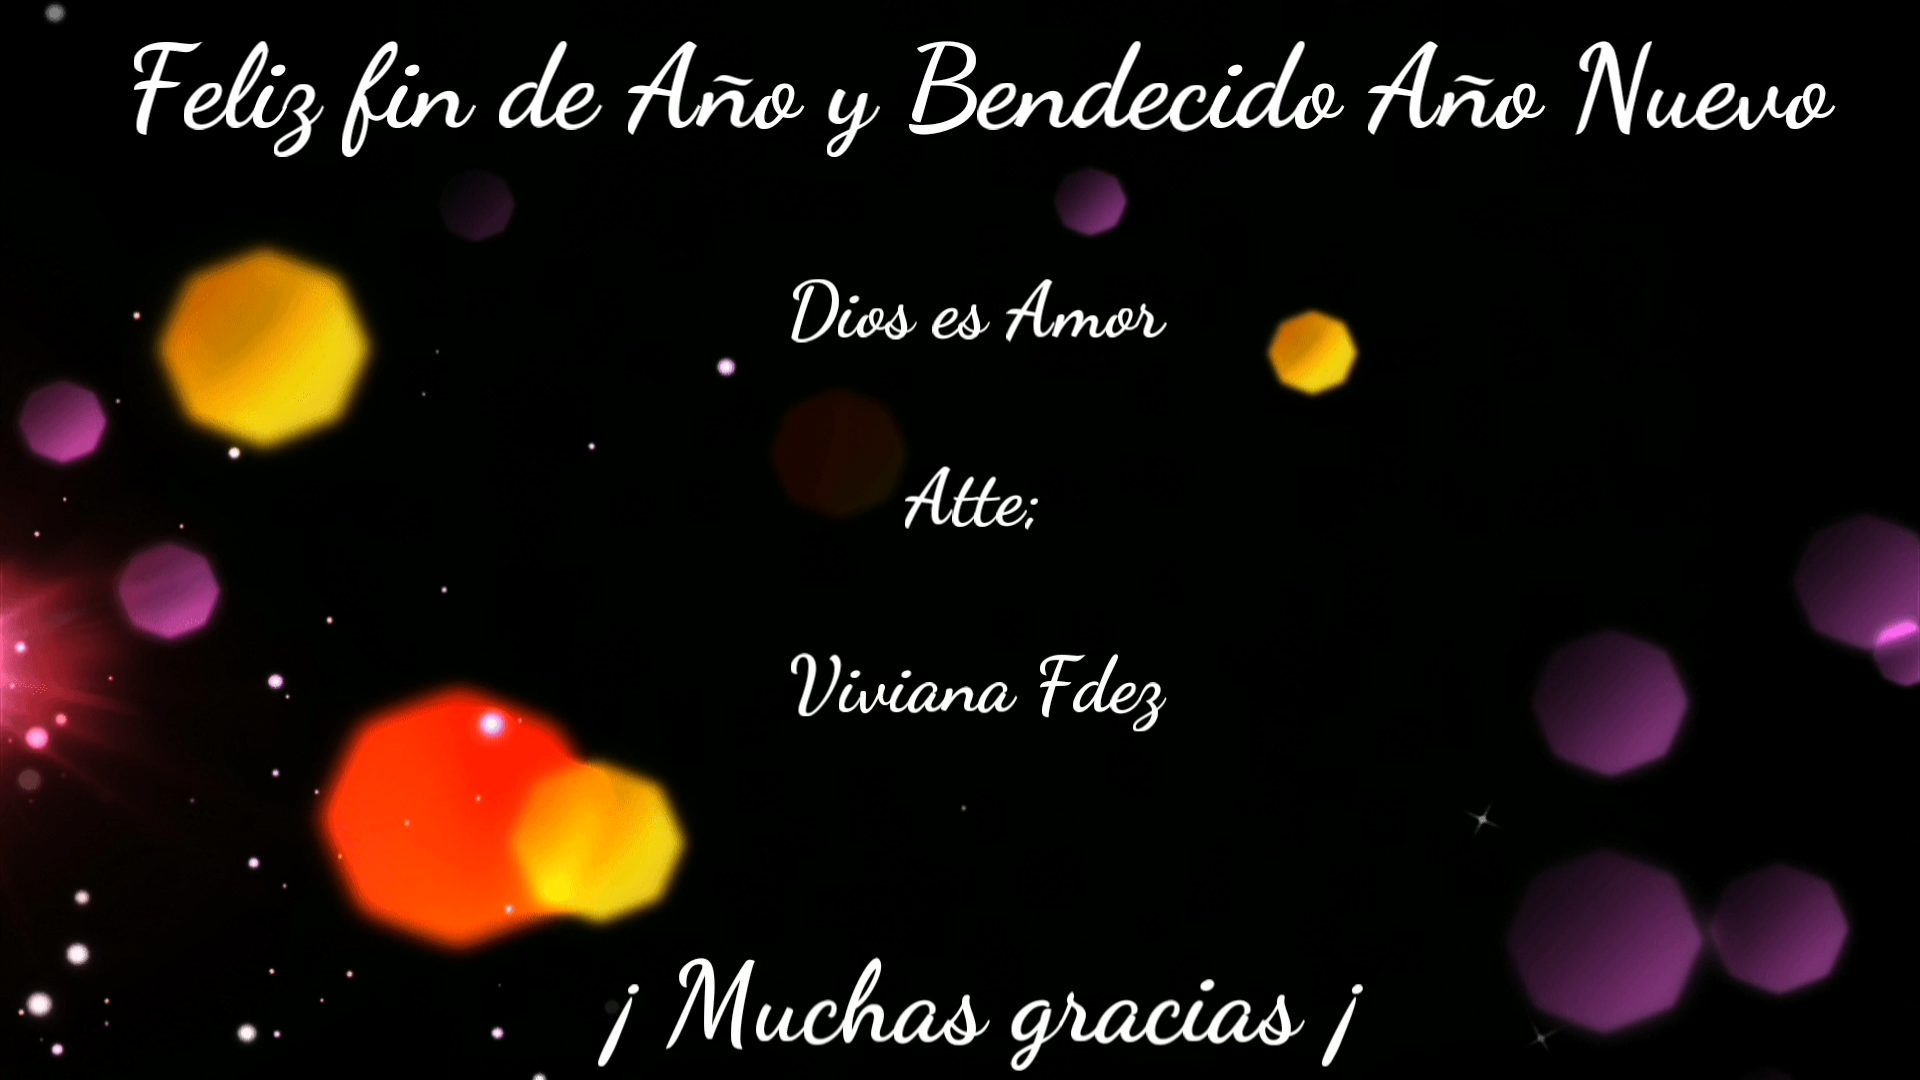 Feliz fin de Año y Bendecido Año Nuevo
Dios es Amor
Atte;
Viviana Fdez
¡ Muchas gracias ¡